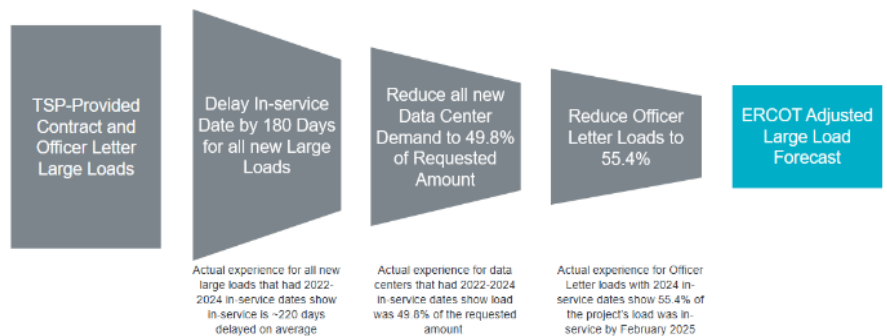 TSP-Provided
Contract and
Officer Letter
Large Loads
Delay In-service
Date by 180 Days
for all new Large
Loads
Reduce all new
Data Center
Demand to 49.8%
of Requested
Amount
Reduce Officer
Letter Loads to
55.4%
ERCOT Adjusted
Large Load
Forecast
Actual experience for all new
large loads that had 2022-
2024 in-service dates show
in-service is ~220 days
delayed on average
Actual experience for data
centers that had 2022-2024
in-service dates show load
was 49.8% of the requested
amount
Actual experience for Officer
Letter loads with 2024 in-
service dates show 55.4% of
the project's load was in-
service by February 2025